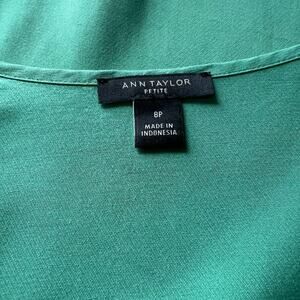 ANN TAYLOR
PETITE
8P
MADE IN
INDONESIA